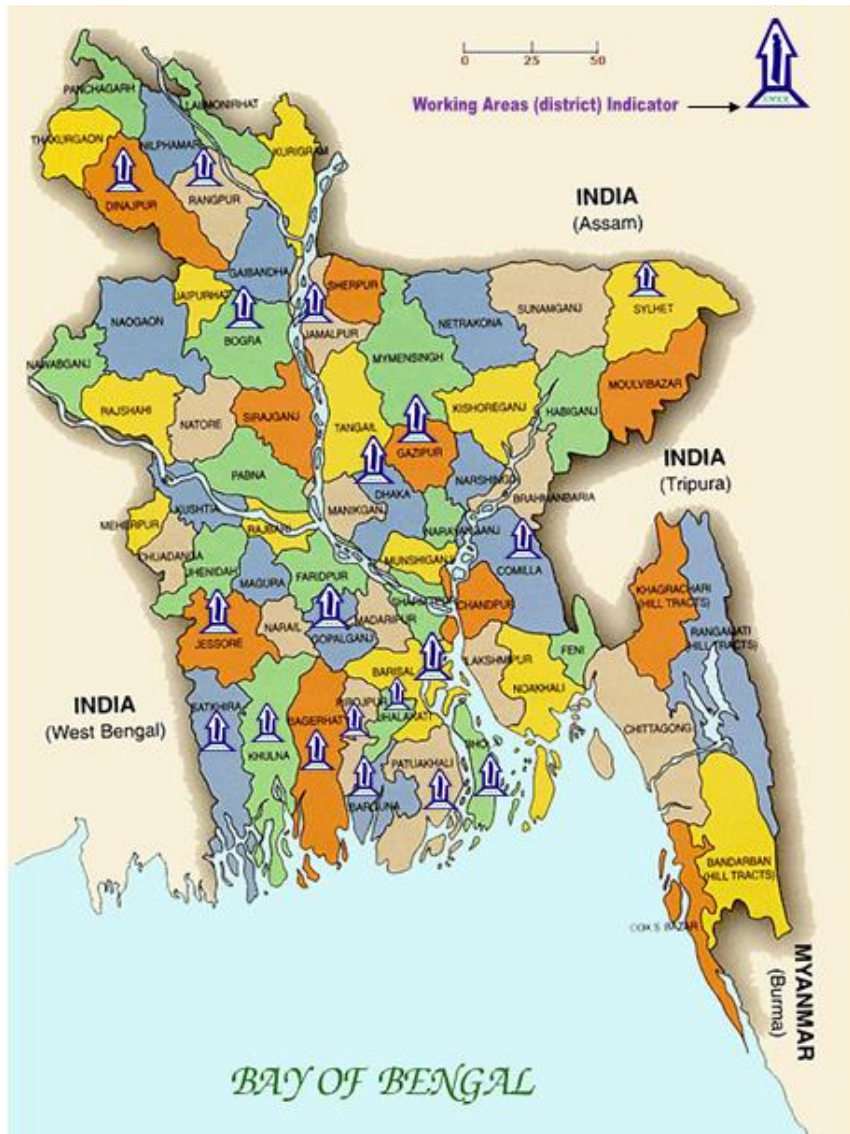 0 25 50
Working Areas (district) Indicator
PANCHAGARH
LALMONIRHAT
THAKURGAON
NILPHAMARI
KURIGRAM
DINAJPUR
RANGPUR
INDIA
(Assam)
GAIBANDHA
JAIPURHAT
SHERPUR
SUNAMGANJ
SYLHET
NAOGAON
NETRAKONA
BOGRA
JAMALPUR
MYMENSINGH
NAWABGANJ
MOULVIBAZAR
RAJSHAHI
KISHOREGANJ
HABIGANJ
NATORE
SIRAJGANJ
TANGAIL
GAZIPUR
INDIA
(Tripura)
PABNA
DHAKA
NARSHINGDI
BRAHMANBARIA
KUSHTIA
MANIKGANJ
MEHERPUR
RAJBARI
NARAYANGANJ
CHUADANGA
MUNSHIGANJ
JHENIDAH
MAGURA
FARIDPUR
COMILLA
KHAGRACHARI
(HILL TRACTS)
CHANDPUR
NARAIL
MADARIPUR
JESSORE
GOPALGANJ
RANGAMATI
(HILL TRACTS)
FENI
LAKSHMIPUR
BARISAL
NOAKHALI
INDIA
(West Bengal)
SATKHIRA
PIROJPUR
JHALAKATI
BAGERHAT
CHITTAGONG
KHULNA
BHO
PATUAKHALI
BARGUNA
BANDARBAN
(HILL TRACTS)
COX'S BAZAR
MYANMAR
(Burma)
BAY OF BENGAL